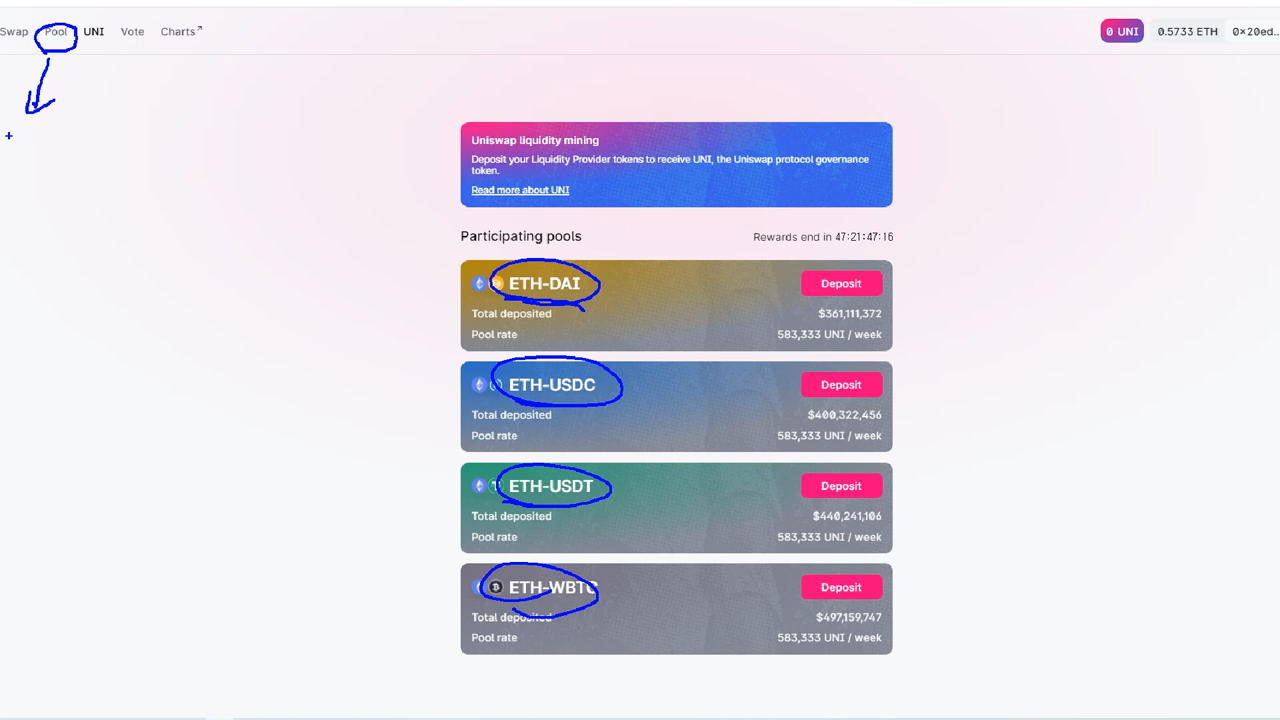 Swap Pool UNI Vote Charts↗ 0 UNI 0.5733 ETH 0×20ed...
Uniswap liquidity mining
Deposit your Liquidity Provider tokens to receive UNI, the Uniswap protocol governance
token.
Read more about UNI
Participating pools Rewards end in 47:21:47:16
ETH-DAI Deposit
Total deposited $361,111,372
Pool rate 583,333 UNI / week
ETH-USDC Deposit
Total deposited $400,322,456
Pool rate 583,333 UNI / week
ETH-USDT Deposit
Total deposited $440,241,106
Pool rate 583,333 UNI / week
ETH-WBTC Deposit
Total deposited $497,159,747
Pool rate 583,333 UNI / week